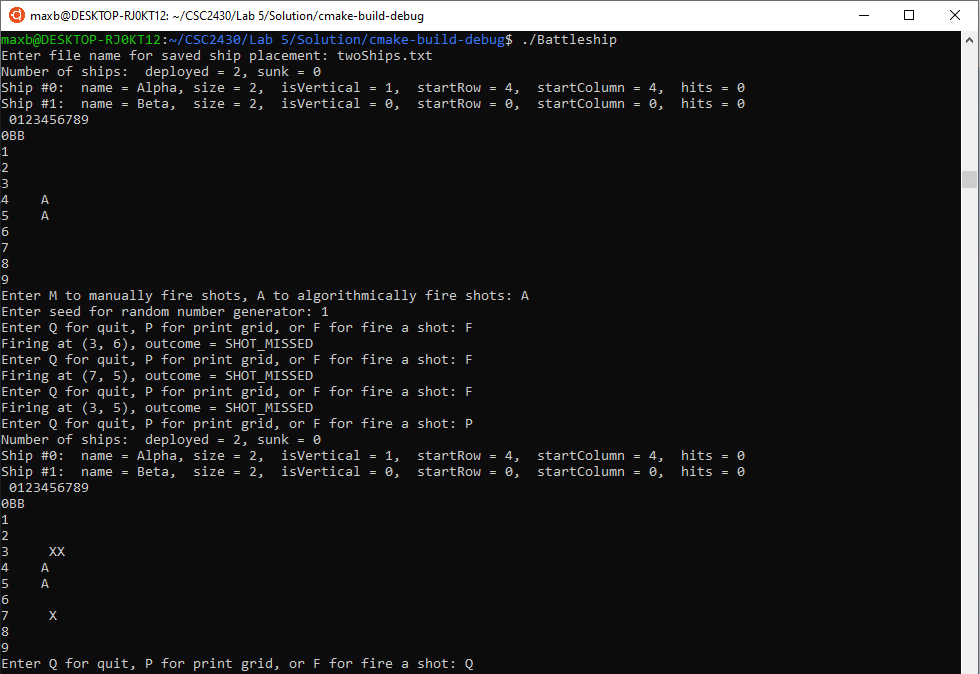 maxb@DESKTOP-RJ0KT12: ~/CSC2430/Lab 5/Solution/cmake-build-debug
maxb@DESKTOP-RJ0KT12:~/CSC2430/Lab 5/Solution/cmake-build-debug$ ./Battleship
Enter file name for saved ship placement: twoShips.txt
Number of ships:  deployed = 2, sunk = 0
Ship #0:  name = Alpha, size = 2,  isVertical = 1,  startRow = 4,  startColumn = 4,  hits = 0
Ship #1:  name = Beta,  size = 2,  isVertical = 0,  startRow = 0,  startColumn = 0,  hits = 0
 0123456789
0BB
1
2
3
4    A
5    A
6
7
8
9
Enter M to manually fire shots, A to algorithmically fire shots: A
Enter seed for random number generator: 1
Enter Q for quit, P for print grid, or F for fire a shot: F
Firing at (3, 6), outcome = SHOT_MISSED
Enter Q for quit, P for print grid, or F for fire a shot: F
Firing at (7, 5), outcome = SHOT_MISSED
Enter Q for quit, P for print grid, or F for fire a shot: F
Firing at (3, 5), outcome = SHOT_MISSED
Enter Q for quit, P for print grid, or F for fire a shot: P
Number of ships:  deployed = 2, sunk = 0
Ship #0:  name = Alpha, size = 2,  isVertical = 1,  startRow = 4,  startColumn = 4,  hits = 0
Ship #1:  name = Beta,  size = 2,  isVertical = 0,  startRow = 0,  startColumn = 0,  hits = 0
 0123456789
0BB
1
2
3     XX
4    A
5    A
6
7     X
8
9
Enter Q for quit, P for print grid, or F for fire a shot: Q